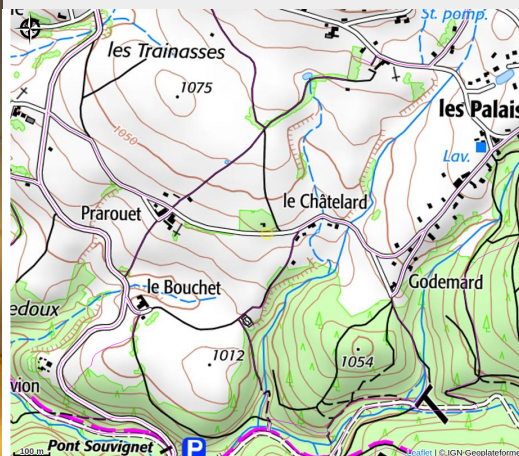 St. pomp.
les Trainasses
1075
les Palais
1050
Lav.
le Châtelard
Prarouet
Godemard
le Bouchet
edoux
1012
1054
vion
Pont Souvignet
P
100 m
Leaflet | © IGN-Geoplateforme